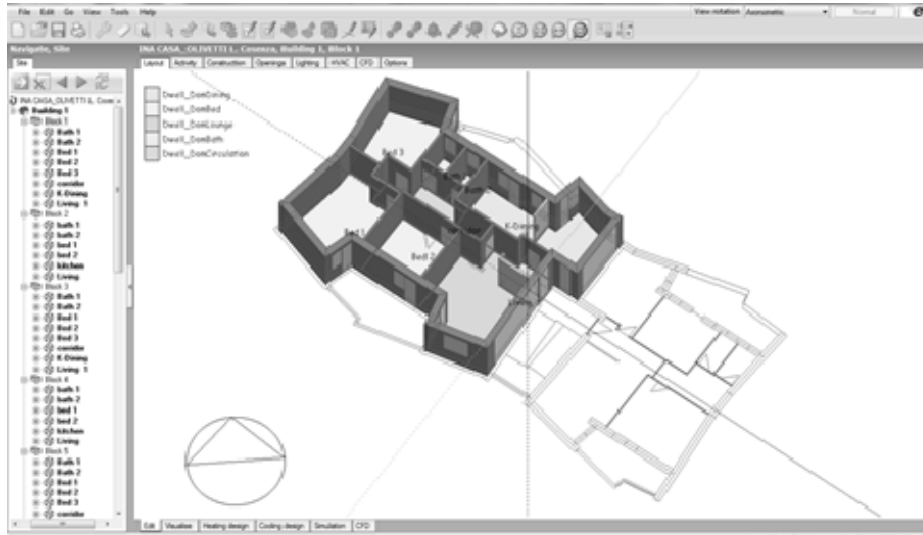 File Edit Go View Tools Help
View rotation Axonometric Normal
Navigate, Site
INA CASA_:OLIVETTI L. Cosenza, Building 1, Block 1
Site
Layout Activity Construction Openings Lighting HVAC CFD Options
INA CASA_OLIVETTI L, Cosen
Building 1
Block 1
Bath 1
Bath 2
Bed 1
Bed 2
Bed 3
corridor
K-Dining
Living 1
Block 2
bath 1
bath 2
bed 1
bed 2
kitchen
Living
Block 3
Bath 1
Bath 2
Bed 1
Bed 2
Bed 3
corridor
K-Dining
Living 1
Block 4
bath 1
bath 2
bed 1
bed 2
kitchen
Living
Block 5
Bath 1
Bath 2
Bed 1
Bed 2
Bed 3
corridor
Dwell_DomDining
Dwell_DomBed
Dwell_DomLounge
Dwell_DomBath
Dwell_DomCirculation
Bed 3
K-Dining
Bed 1
Bed 2
Edit Visualise Heating design Cooling design Simulation CFD